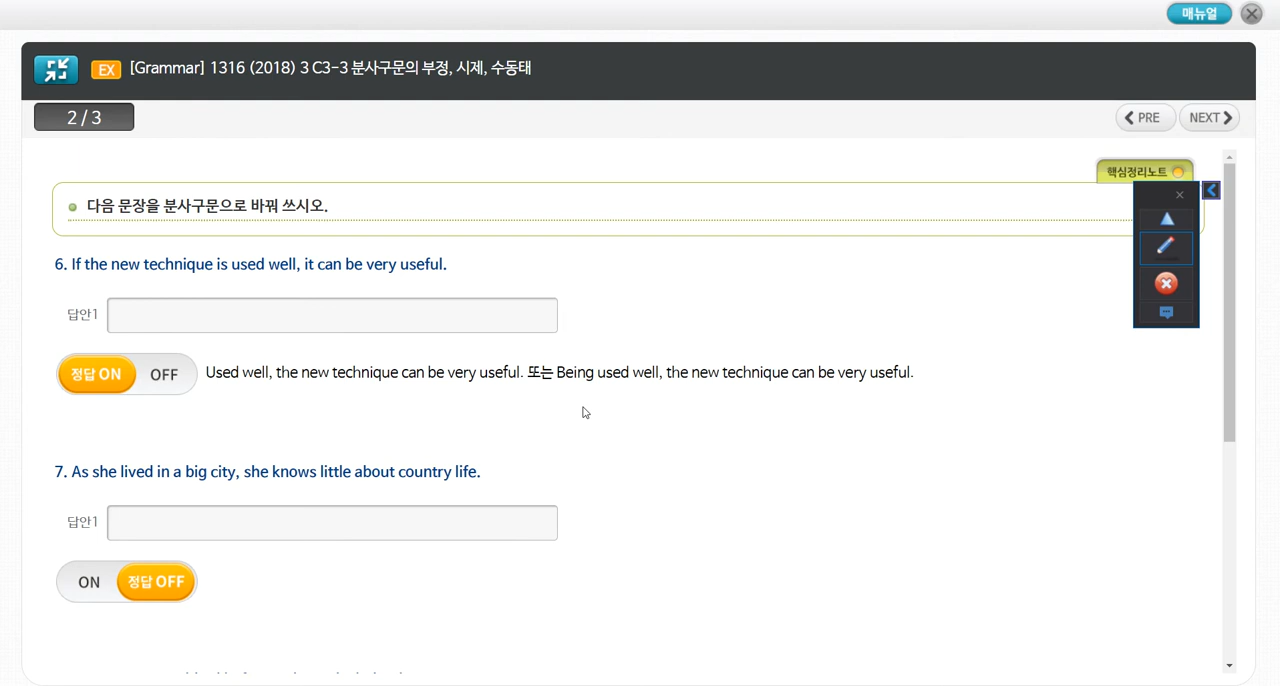 매뉴얼
EX [Grammar] 1316 (2018) 3 C3-3 분사구문의 부정, 시제, 수동태
2 / 3
PRE
NEXT
핵심정리노트
다음 문장을 분사구문으로 바꿔 쓰시오.
6. If the new technique is used well, it can be very useful.
답안1
정답 ON OFF Used well, the new technique can be very useful. 또는 Being used well, the new technique can be very useful.
7. As she lived in a big city, she knows little about country life.
답안1
ON 정답 OFF